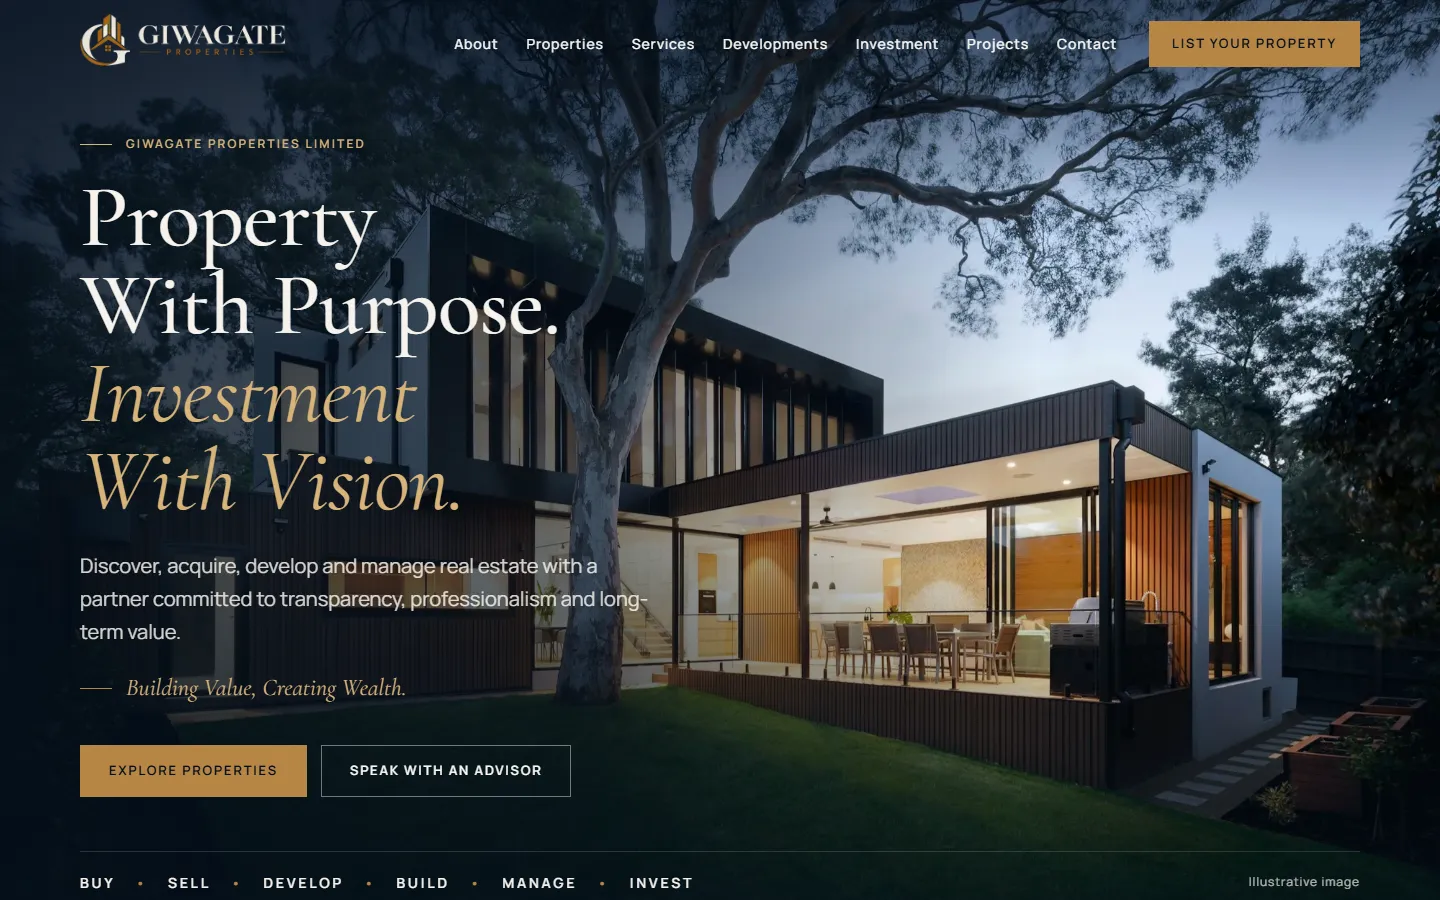 GIWAGATE
PROPERTIES
About
Properties
Services
Developments
Investment
Projects
Contact
LIST YOUR PROPERTY
GIWAGATE PROPERTIES LIMITED
Property
With Purpose.
Investment
With Vision.
Discover, acquire, develop and manage real estate with a
partner committed to transparency, professionalism and long-
term value.
Building Value, Creating Wealth.
EXPLORE PROPERTIES
SPEAK WITH AN ADVISOR
BUY • SELL • DEVELOP • BUILD • MANAGE • INVEST
Illustrative image